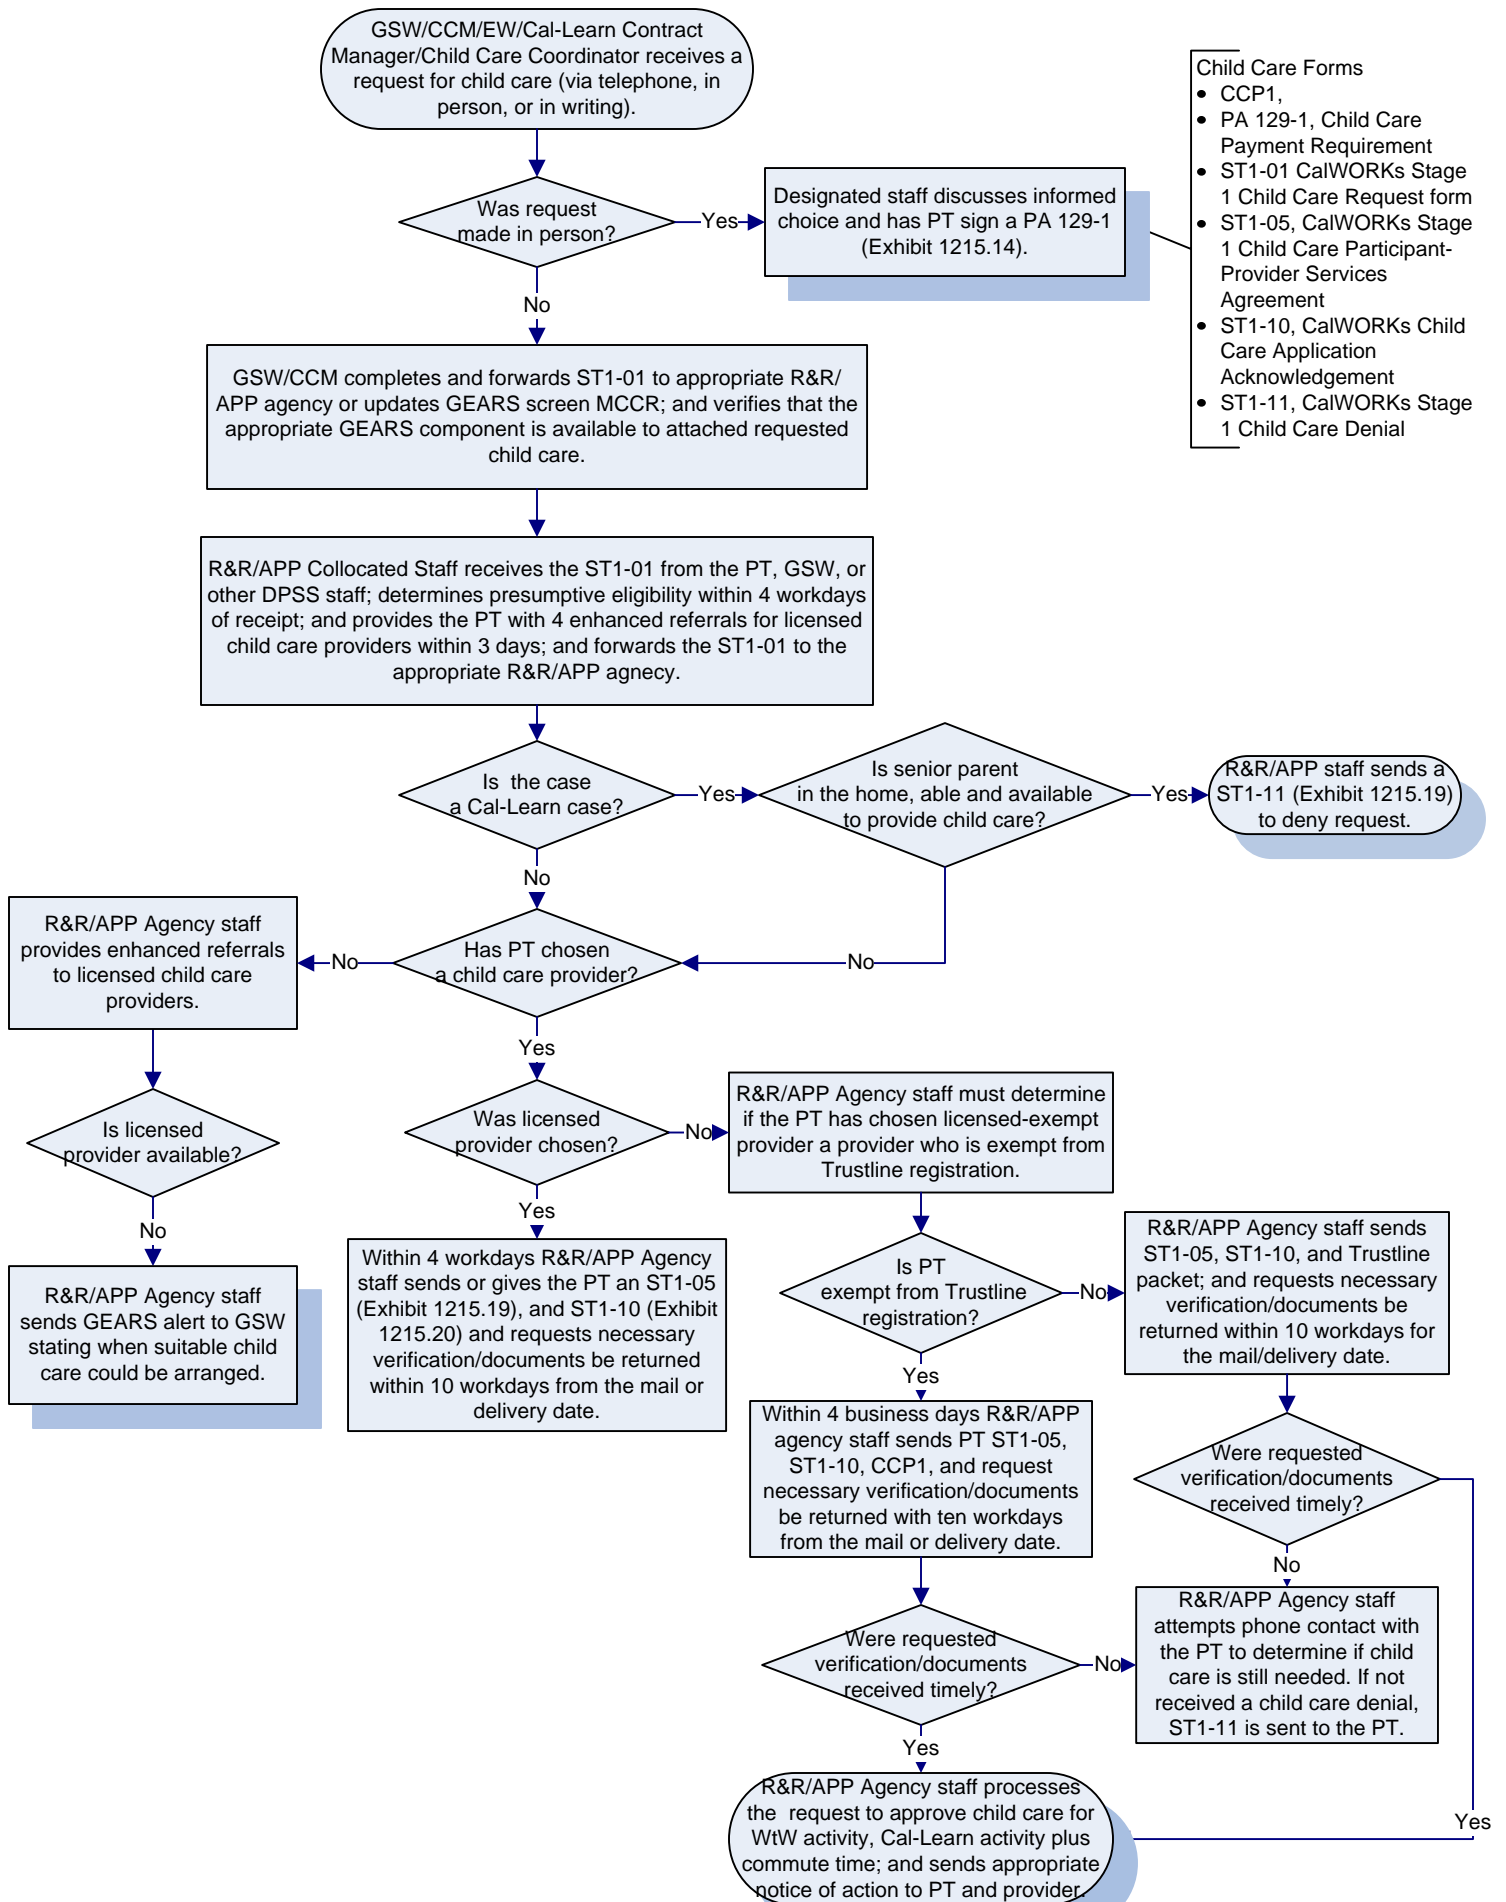 GSW/CCM/EW/Cal-Learn Contract
Manager/Child Care Coordinator receives a
request for child care (via telephone, in
person, or in writing).
Child Care Forms
• CCP1,
• PA 129-1, Child Care
Payment Requirement
• ST1-01 CalWORKs Stage
1 Child Care Request form
• ST1-05, CalWORKs Stage
1 Child Care Participant-
Provider Services
Agreement
• ST1-10, CalWORKs Child
Care Application
Acknowledgement
• ST1-11, CalWORKs Stage
1 Child Care Denial
Was request
made in person?
Yes
Designated staff discusses informed
choice and has PT sign a PA 129-1
(Exhibit 1215.14).
No
GSW/CCM completes and forwards ST1-01 to appropriate R&R/
APP agency or updates GEARS screen MCCR; and verifies that the
appropriate GEARS component is available to attached requested
child care.
R&R/APP Collocated Staff receives the ST1-01 from the PT, GSW, or
other DPSS staff; determines presumptive eligibility within 4 workdays
of receipt; and provides the PT with 4 enhanced referrals for licensed
child care providers within 3 days; and forwards the ST1-01 to the
appropriate R&R/APP agnecy.
Is the case
a Cal-Learn case?
Yes
Is senior parent
in the home, able and available
to provide child care?
Yes
R&R/APP staff sends a
ST1-11 (Exhibit 1215.19)
to deny request.
No
No
Has PT chosen
a child care provider?
No
R&R/APP Agency staff
provides enhanced referrals
to licensed child care
providers.
Is licensed
provider available?
No
R&R/APP Agency staff
sends GEARS alert to GSW
stating when suitable child
care could be arranged.
Yes
Was licensed
provider chosen?
No
R&R/APP Agency staff must determine
if the PT has chosen licensed-exempt
provider a provider who is exempt from
Trustline registration.
Yes
Within 4 workdays R&R/APP Agency
staff sends or gives the PT an ST1-05
(Exhibit 1215.19), and ST1-10 (Exhibit
1215.20) and requests necessary
verification/documents be returned
within 10 workdays from the mail or
delivery date.
Is PT
exempt from Trustline
registration?
No
R&R/APP Agency staff sends
ST1-05, ST1-10, and Trustline
packet; and requests necessary
verification/documents be
returned within 10 workdays for
the mail/delivery date.
Yes
Within 4 business days R&R/APP
agency staff sends PT ST1-05,
ST1-10, CCP1, and request
necessary verification/documents
be returned with ten workdays
from the mail or delivery date.
Were requested
verification/documents
received timely?
No
R&R/APP Agency staff
attempts phone contact with
the PT to determine if child
care is still needed. If not
received a child care denial,
ST1-11 is sent to the PT.
Were requested
verification/documents
received timely?
No
Yes
Yes
R&R/APP Agency staff processes
the request to approve child care for
WtW activity, Cal-Learn activity plus
commute time; and sends appropriate
notice of action to PT and provider.